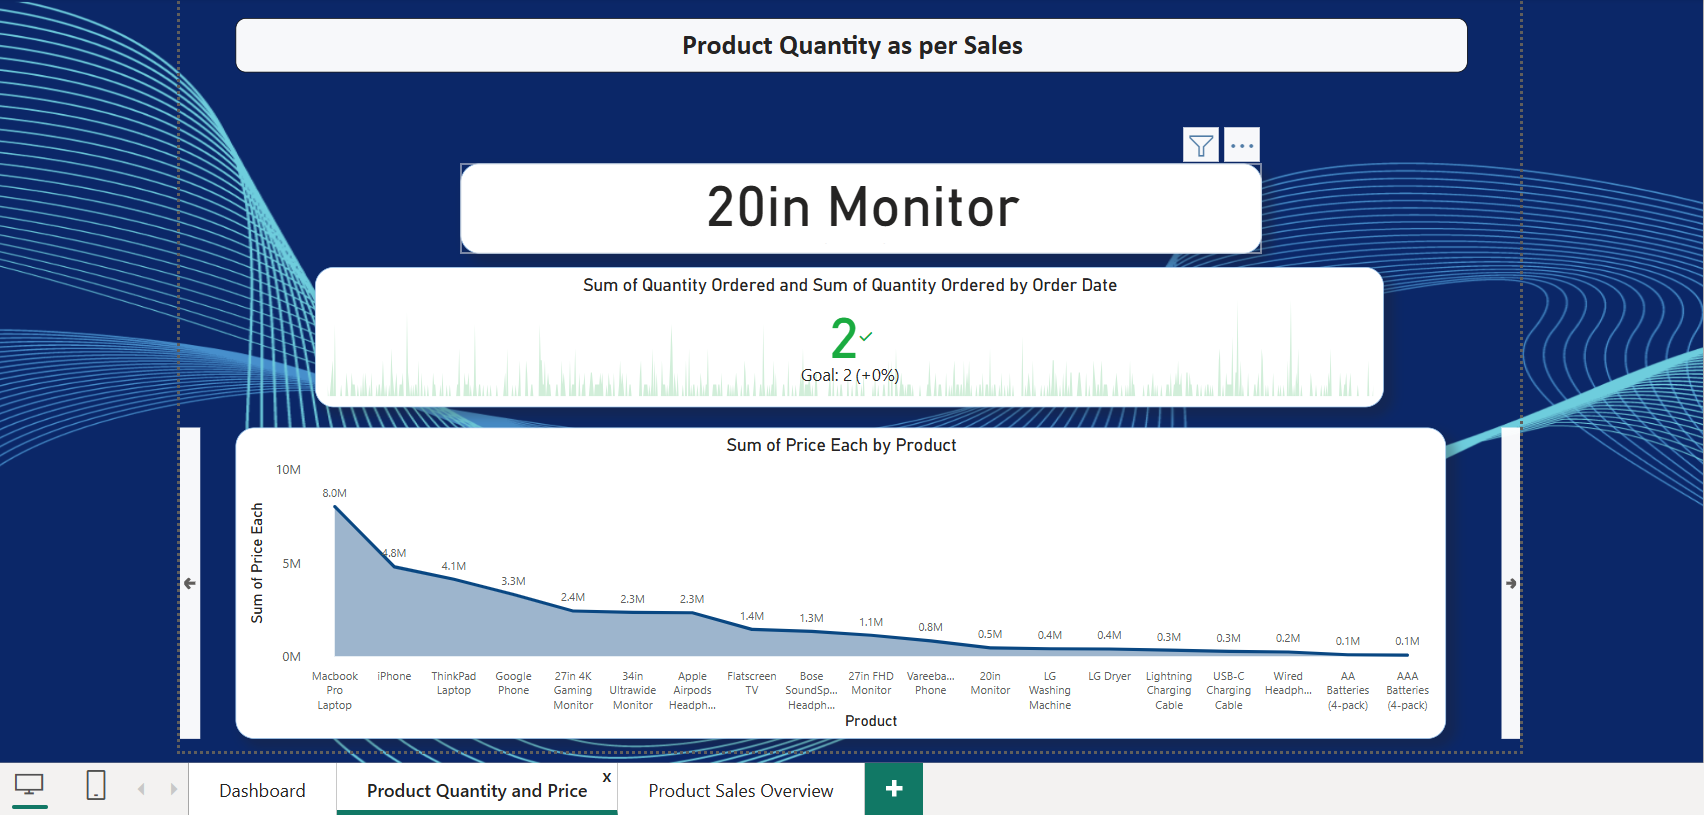 Product Quantity as per Sales
20in Monitor
Sum of Quantity Ordered and Sum of Quantity Ordered by Order Date
2
Goal: 2 (+0%)
Sum of Price Each by Product
Sum of Price Each
10M
5M
0M
8.0M
4.8M
4.1M
3.3M
2.4M
2.3M
2.3M
1.4M
1.3M
1.1M
0.8M
0.5M
0.4M
0.4M
0.3M
0.3M
0.2M
0.1M
0.1M
Macbook
Pro
Laptop
iPhone
ThinkPad
Laptop
Google
Phone
27in 4K
Gaming
Monitor
34in
Ultrawide
Monitor
Apple
Airpods
Headph...
Flatscreen
TV
Bose
SoundSp...
Headph...
27in FHD
Monitor
Vareeba...
Phone
20in
Monitor
LG
Washing
Machine
LG Dryer
Lightning
Charging
Cable
USB-C
Charging
Cable
Wired
Headph...
AA
Batteries
(4-pack)
AAA
Batteries
(4-pack)
Product
Dashboard
Product Quantity and Price
x
Product Sales Overview